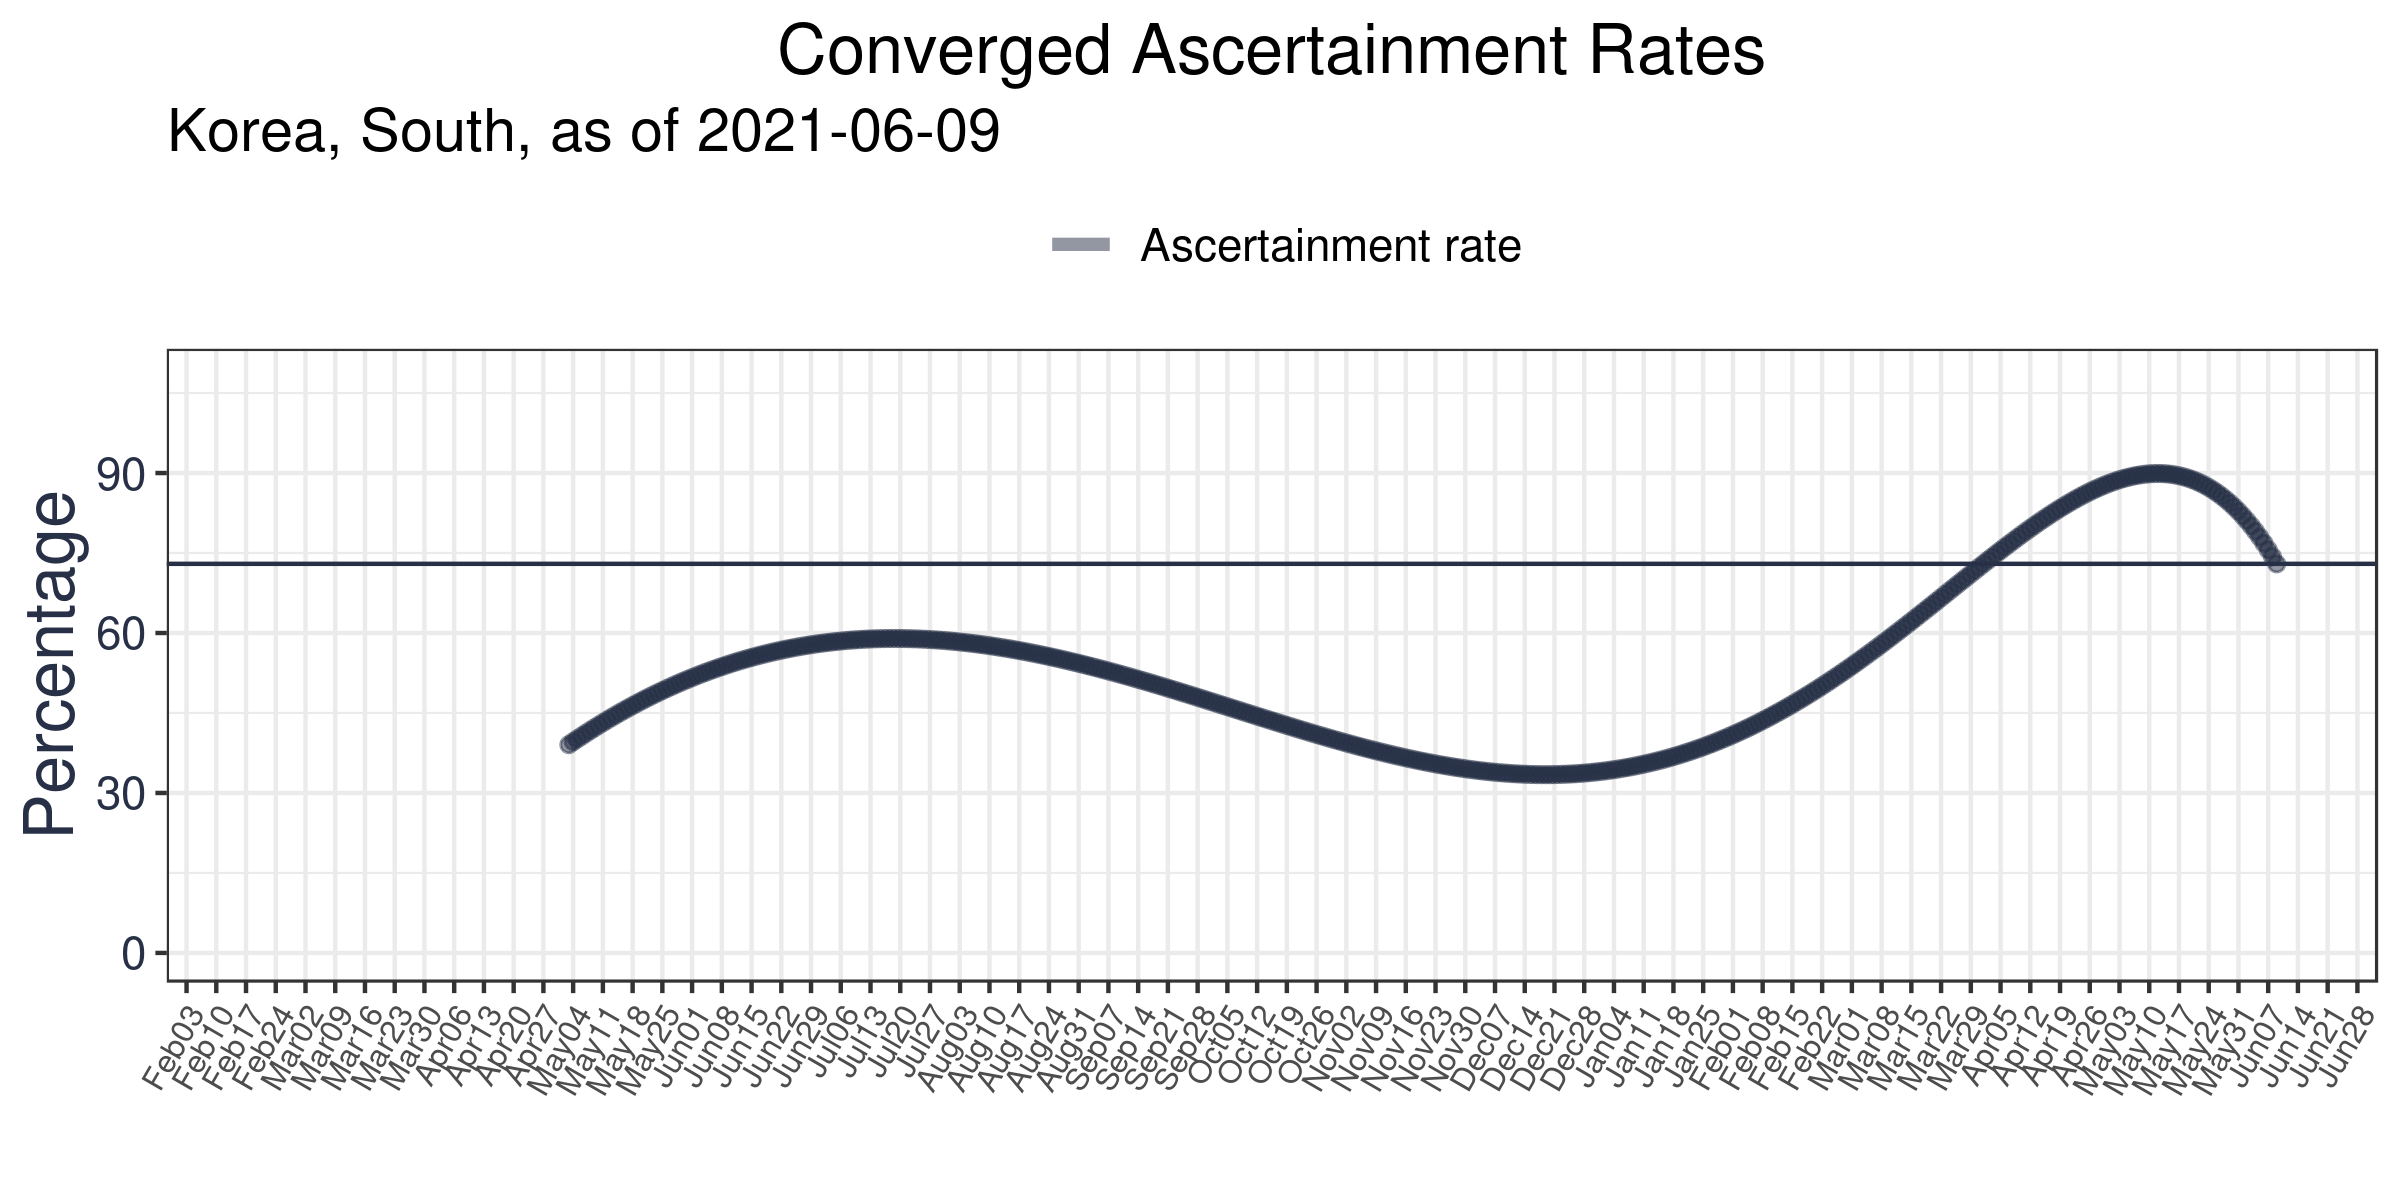 Converged Ascertainment Rates
Korea, South, as of 2021-06-09
Ascertainment rate
Percentage
90
60
30
0
Feb03 Feb10 Feb17 Feb24 Mar02 Mar09 Mar16 Mar23 Mar30 Apr06 Apr13 Apr20 Apr27 May04 May11 May18 May25 Jun01 Jun08 Jun15 Jun22 Jun29 Jul06 Jul13 Jul20 Jul27 Aug03 Aug10 Aug17 Aug24 Aug31 Sep07 Sep14 Sep21 Sep28 Oct05 Oct12 Oct19 Oct26 Nov02 Nov09 Nov16 Nov23 Nov30 Dec07 Dec14 Dec21 Dec28 Jan04 Jan11 Jan18 Jan25 Feb01 Feb08 Feb15 Feb22 Mar01 Mar08 Mar15 Mar22 Mar29 Apr05 Apr12 Apr19 Apr26 May03 May10 May17 May24 May31 Jun07 Jun14 Jun21 Jun28